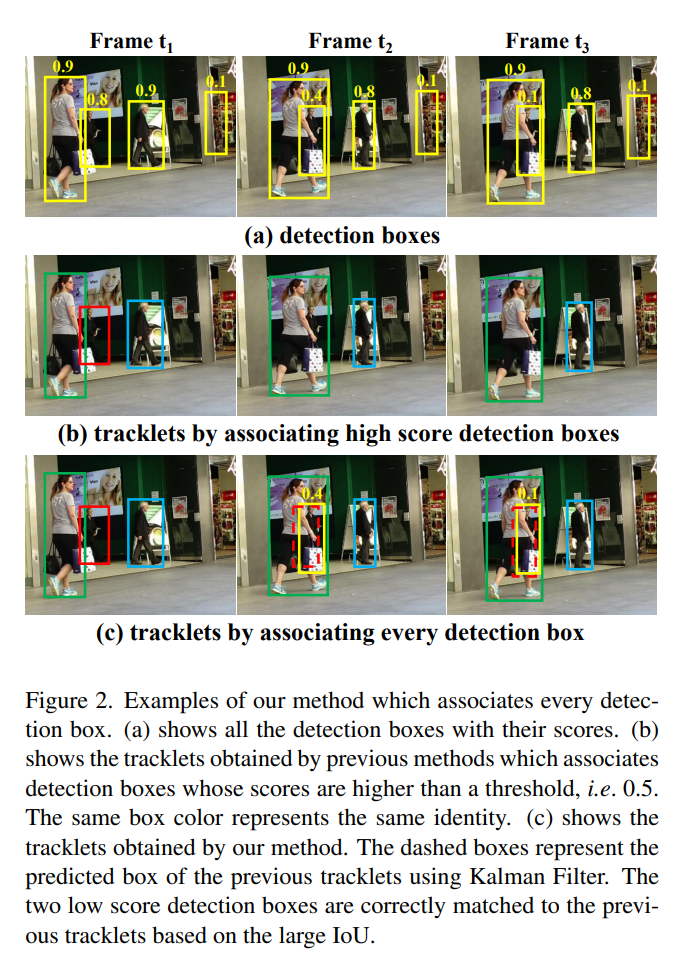 Frame t₁ Frame t₂ Frame t₃
0.9 0.8 0.9 0.1 0.9 0.4 0.8 0.1 0.9 0.1 0.8 0.1
(a) detection boxes
(b) tracklets by associating high score detection boxes
0.4 0.1
(c) tracklets by associating every detection box
Figure 2. Examples of our method which associates every detec-
tion box. (a) shows all the detection boxes with their scores. (b)
shows the tracklets obtained by previous methods which associates
detection boxes whose scores are higher than a threshold, i.e. 0.5.
The same box color represents the same identity. (c) shows the
tracklets obtained by our method. The dashed boxes represent the
predicted box of the previous tracklets using Kalman Filter. The
two low score detection boxes are correctly matched to the previ-
ous tracklets based on the large IoU.